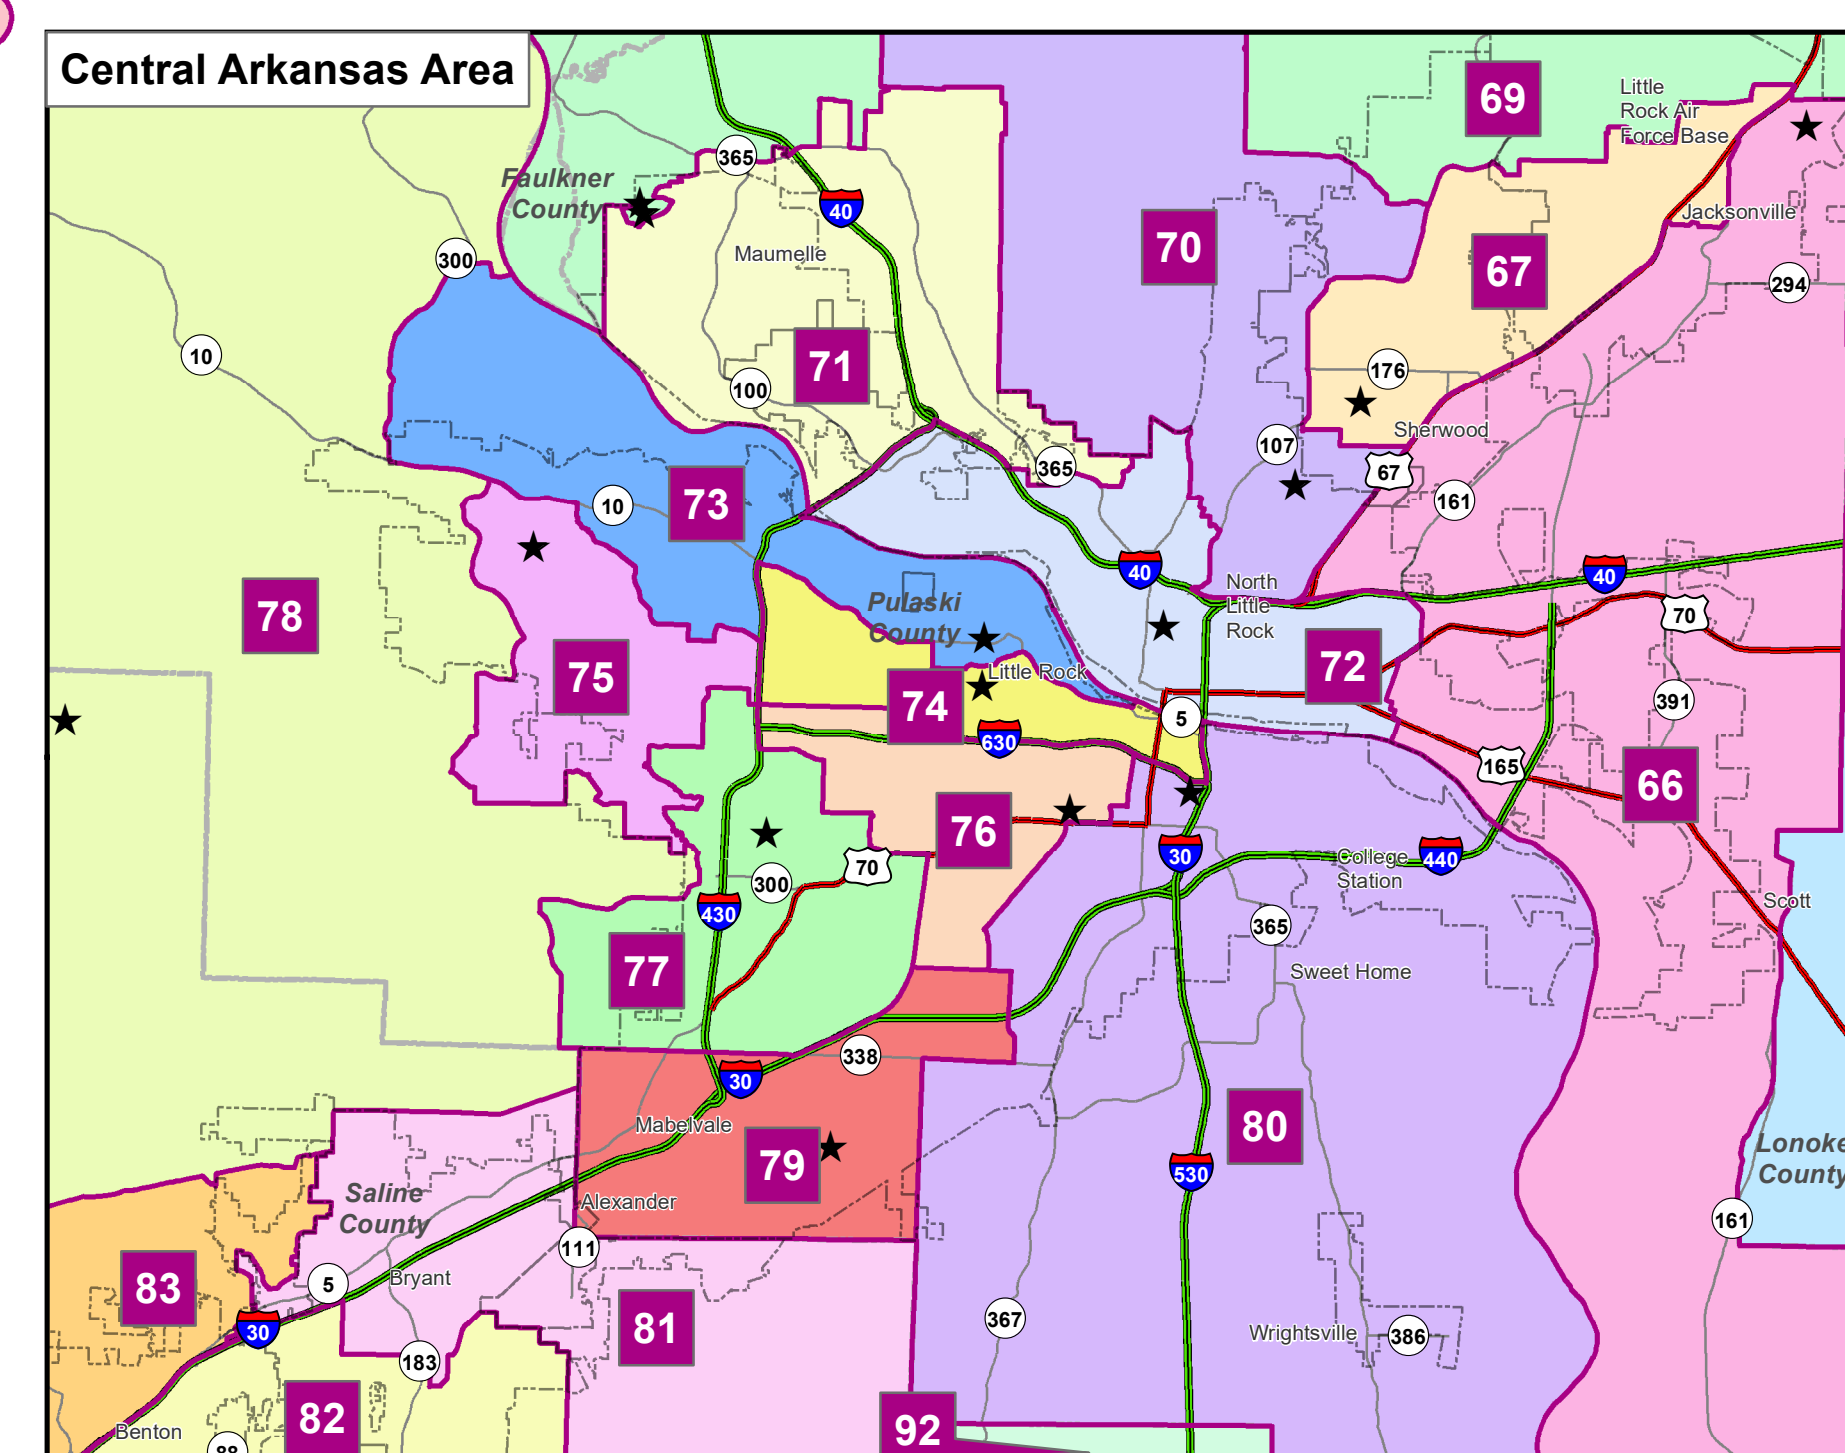 Central Arkansas Area
69
Little
Rock Air
Force Base
365
Faulkner
County
40
Jacksonville
Maumelle
70
67
300
294
10
71
176
100
Sherwood
107
365
67
10
73
161
40
40
North
Little
Rock
78
Pulaski
County
70
75
Little Rock
72
74
5
391
630
165
66
76
30
440
College
Station
70
300
430
Scott
365
77
Sweet Home
338
30
Mabelvale
80
79
Lonoke
County
530
Saline
County
Alexander
161
111
83
5
Bryant
30
81
367
Wrightsville
386
183
82
92
Benton
88